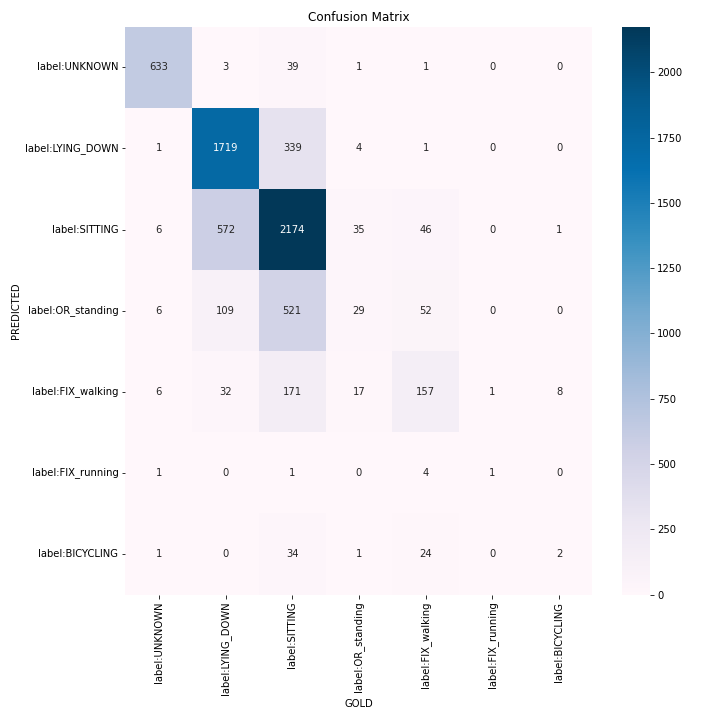 Confusion Matrix
label:UNKNOWN 633 3 39 1 1 0 0
label:LYING_DOWN 1 1719 339 4 1 0 0
label:SITTING 6 572 2174 35 46 0 1
label:OR_standing 6 109 521 29 52 0 0
label:FIX_walking 6 32 171 17 157 1 8
label:FIX_running 1 0 1 0 4 1 0
label:BICYCLING 1 0 34 1 24 0 2
PREDICTED
label:UNKNOWN
label:LYING_DOWN
label:SITTING
label:OR_standing
label:FIX_walking
label:FIX_running
label:BICYCLING
GOLD
2000
1750
1500
1250
1000
750
500
250
0